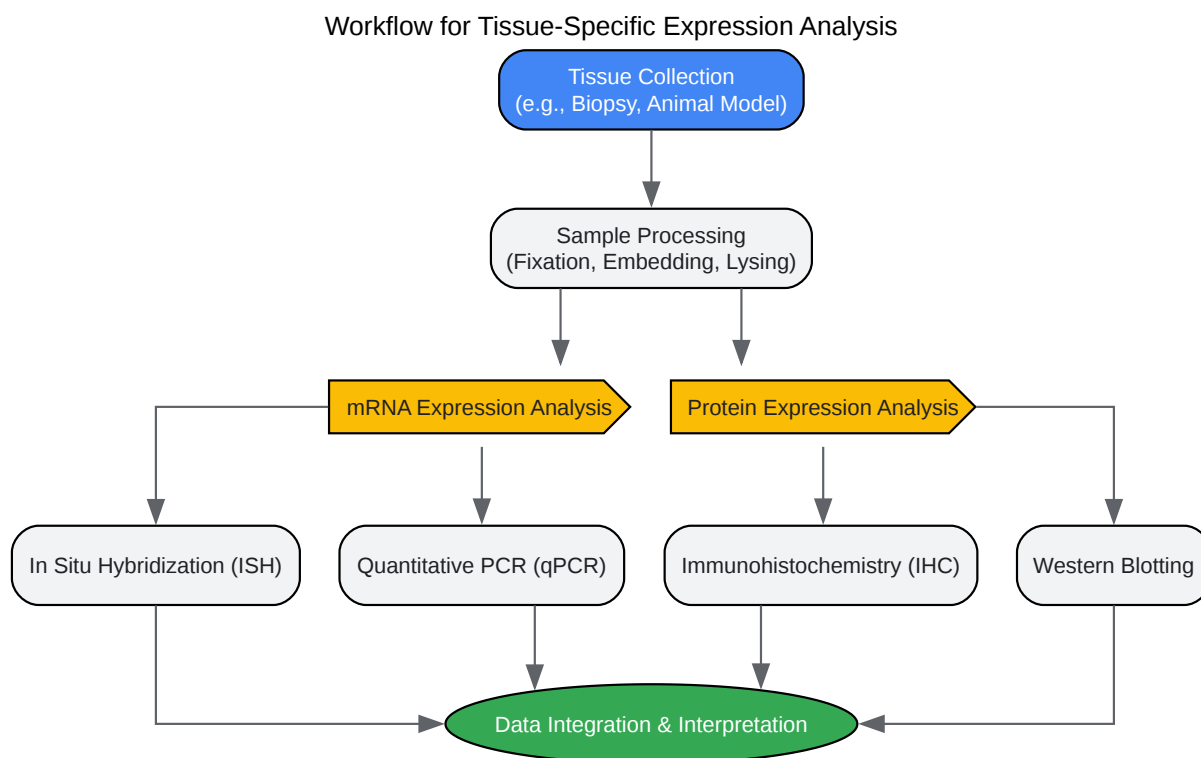 Workflow for Tissue-Specific Expression Analysis
Tissue Collection
(e.g., Biopsy, Animal Model)
Sample Processing
(Fixation, Embedding, Lysing)
mRNA Expression Analysis
Protein Expression Analysis
In Situ Hybridization (ISH)
Quantitative PCR (qPCR)
Immunohistochemistry (IHC)
Western Blotting
Data Integration & Interpretation